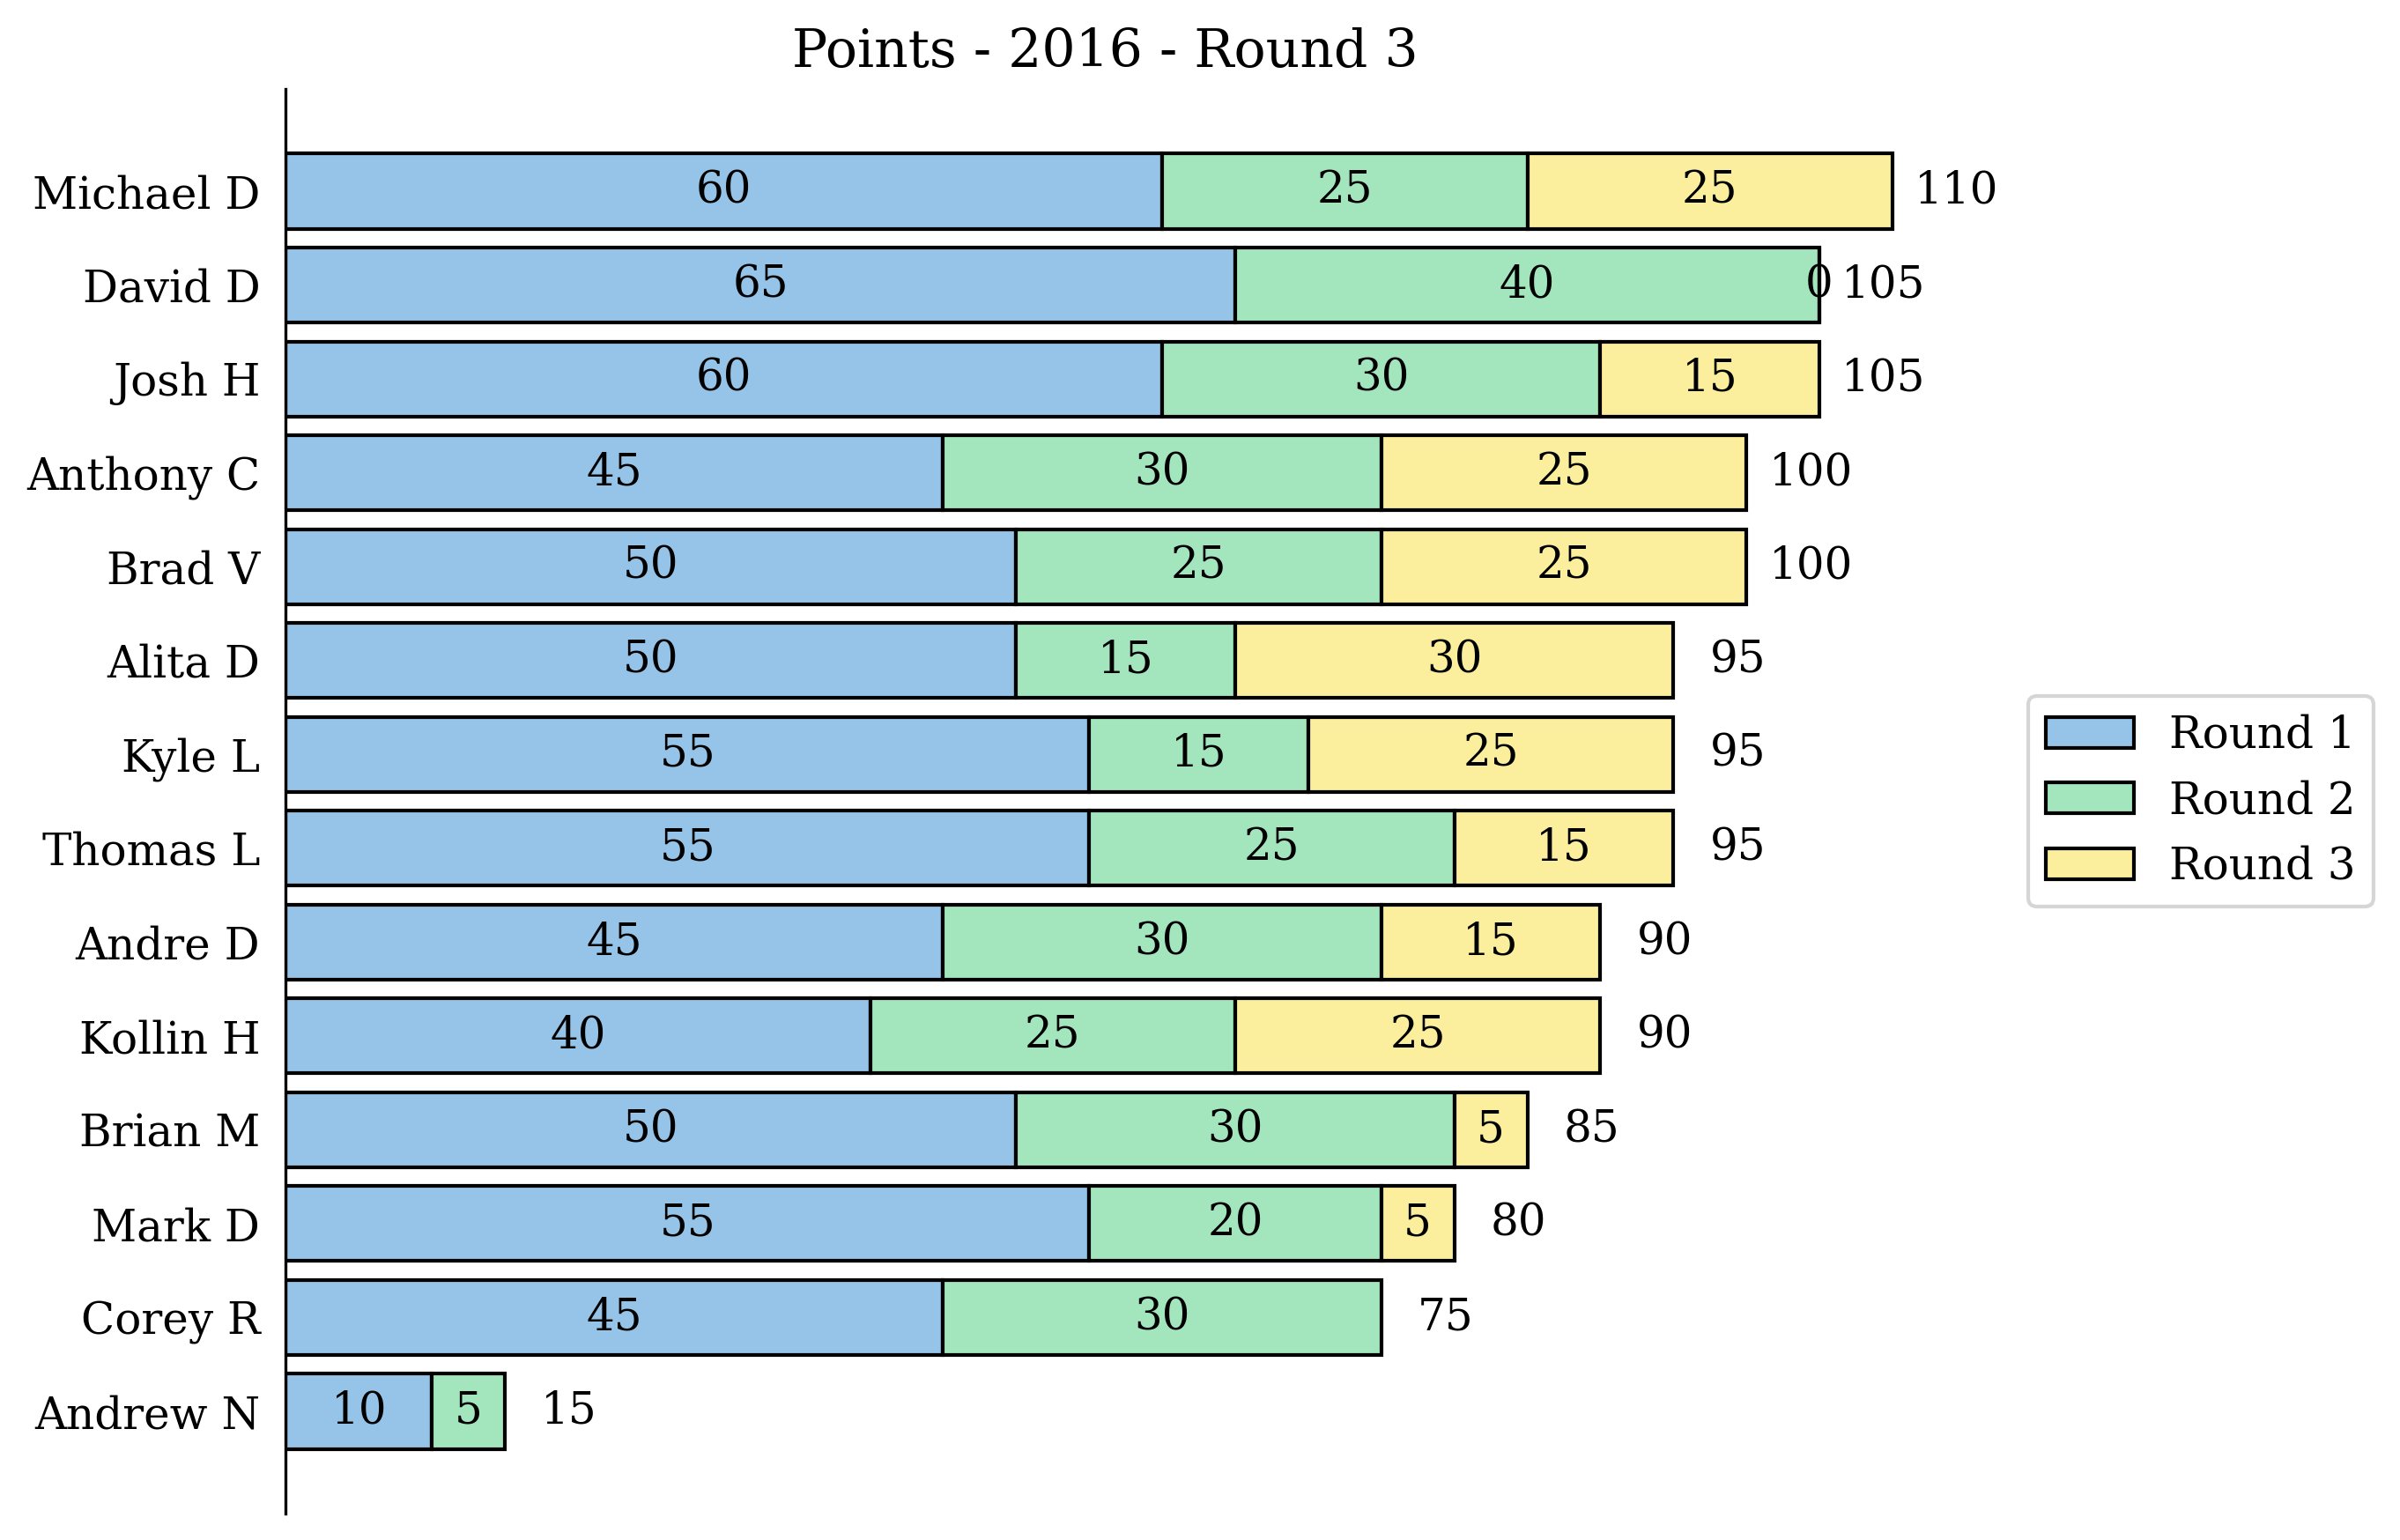 Points - 2016 - Round 3
Michael D 60 25 25 110
David D 65 40 0 105
Josh H 60 30 15 105
Anthony C 45 30 25 100
Brad V 50 25 25 100
Alita D 50 15 30 95
Kyle L 55 15 25 95
Thomas L 55 25 15 95
Andre D 45 30 15 90
Kollin H 40 25 25 90
Brian M 50 30 5 85
Mark D 55 20 5 80
Corey R 45 30 75
Andrew N 10 5 15
Round 1
Round 2
Round 3